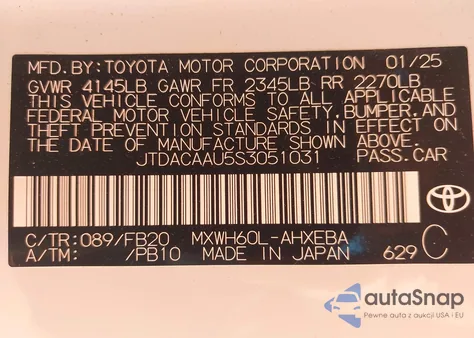 MFD.BY: TOYOTA MOTOR CORPORATION 01/25
GVWR 4145LB GAWR FR 2345LB RR 2270LB
THIS VEHICLE CONFORMS TO ALL APPLICABLE
FEDERAL MOTOR VEHICLE SAFETY,BUMPER,AND
THEFT PREVENTION STANDARDS IN EFFECT ON
THE DATE OF MANUFACTURE SHOWN ABOVE.
JTDACAAU5S3051031 PASS.CAR
TOYOTA
C/TR:089/FB20 MXWH60L-AHXEBA
A/TM: /PB10 MADE IN JAPAN 629 C
autoSnap
Pewne auta z aukcji USA i EU